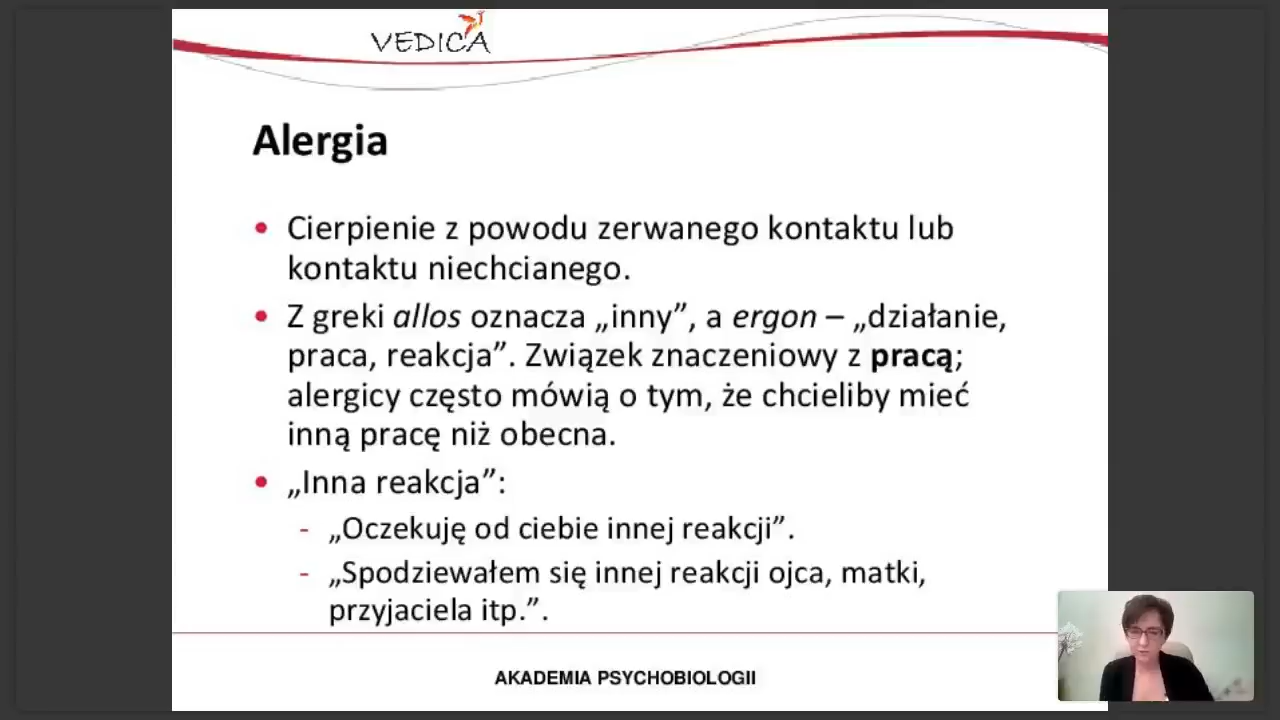 VEDICA
Alergia
• Cierpienie z powodu zerwanego kontaktu lub
kontaktu niechcianego.
• Z greki allos oznacza „inny”, a ergon – „działanie,
praca, reakcja”. Związek znaczeniowy z pracą;
alergicy często mówią o tym, że chcieliby mieć
inną pracę niż obecna.
• „Inna reakcja”:
- „Oczekuję od ciebie innej reakcji”.
- „Spodziewałem się innej reakcji ojca, matki,
przyjaciela itp.”.
AKADEMIA PSYCHOBIOLOGII